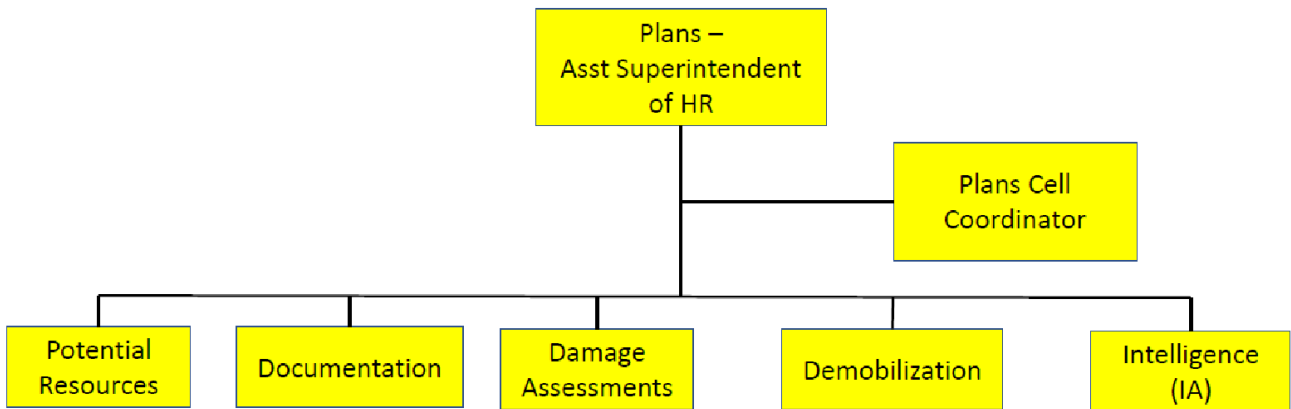 Plans –
Asst Superintendent
of HR
Plans Cell
Coordinator
Potential
Resources
Documentation
Damage
Assessments
Demobilization
Intelligence
(IA)